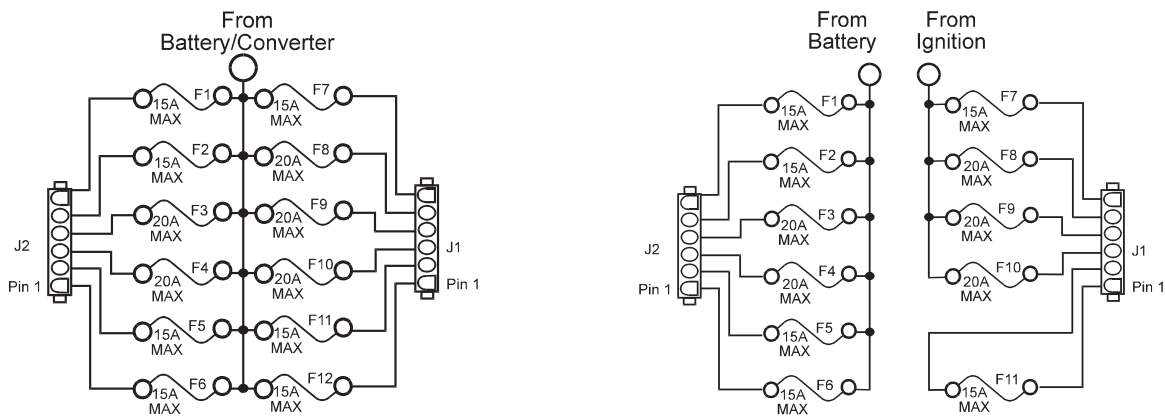 From
Battery/Converter
F1
15A
MAX
F7
15A
MAX
F2
15A
MAX
F8
20A
MAX
F3
20A
MAX
F9
20A
MAX
F4
20A
MAX
F10
20A
MAX
F5
15A
MAX
F11
15A
MAX
F6
15A
MAX
F12
15A
MAX
J2
Pin 1
J1
Pin 1
From
Battery
From
Ignition
F1
15A
MAX
F7
15A
MAX
F2
15A
MAX
F8
20A
MAX
F3
20A
MAX
F9
20A
MAX
F4
20A
MAX
F10
20A
MAX
F5
15A
MAX
F6
15A
MAX
F11
15A
MAX
J2
Pin 1
J1
Pin 1